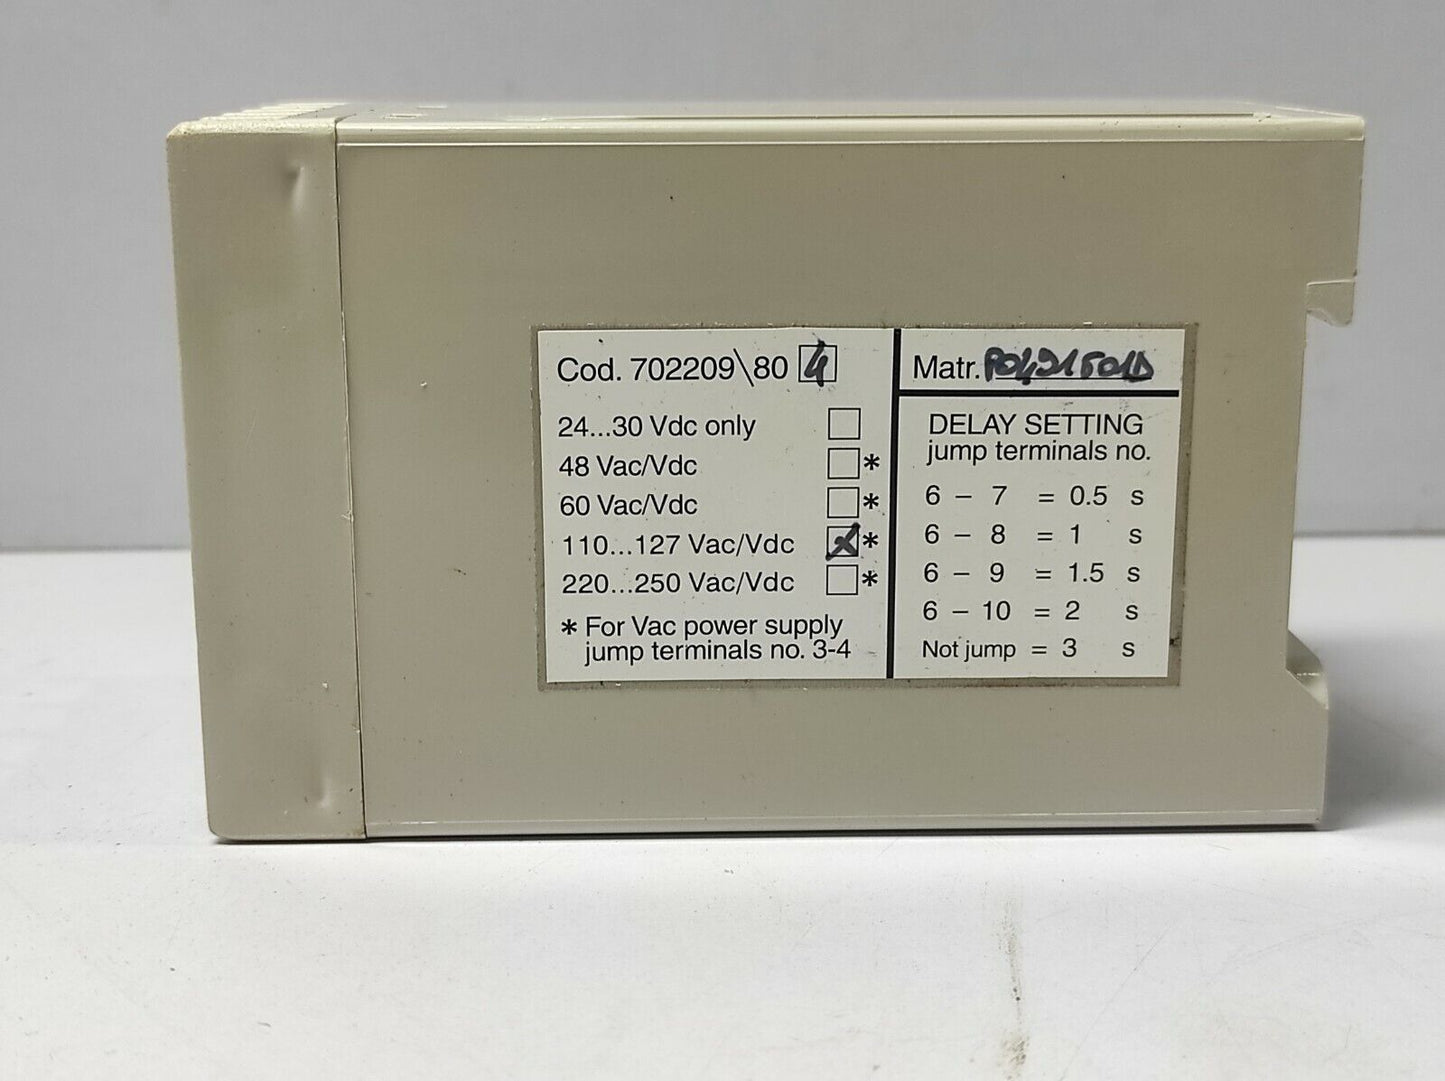 Cod. 702209\80 4
24...30 Vdc only
48 Vac/Vdc *
60 Vac/Vdc *
110...127 Vac/Vdc X *
220...250 Vac/Vdc *
* For Vac power supply
jump terminals no. 3-4
Matr.
DELAY SETTING
jump terminals no.
6 – 7 = 0.5 s
6 – 8 = 1 s
6 – 9 = 1.5 s
6 – 10 = 2 s
Not jump = 3 s